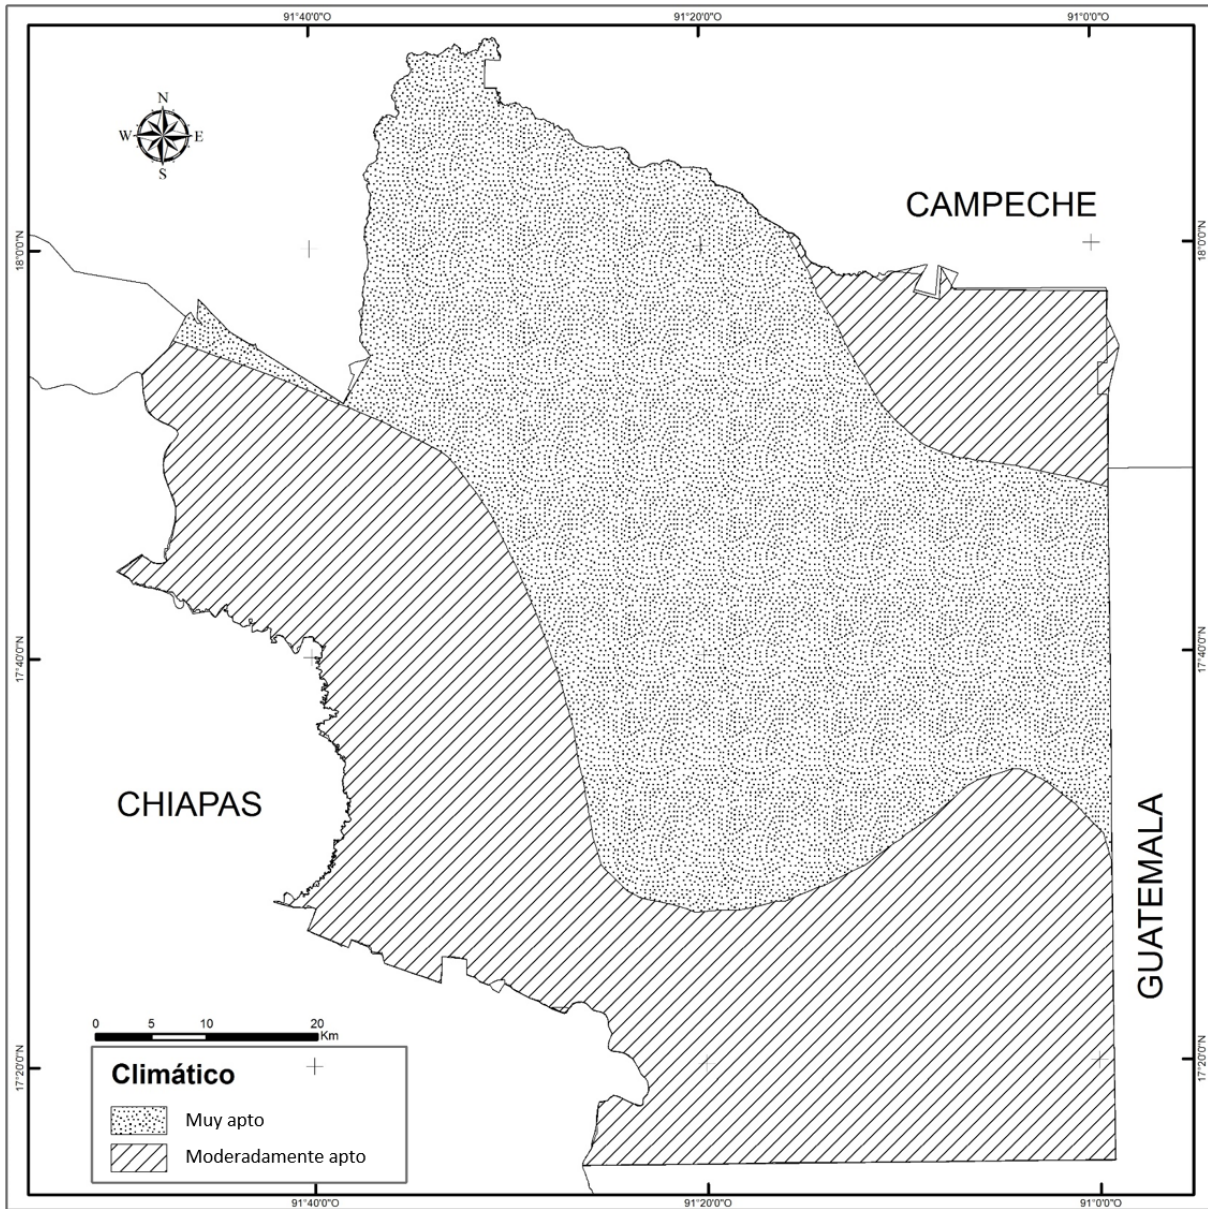 91°40'0"O
91°20'0"O
91°0'0"O
N
W
E
S
CAMPECHE
18°0'0"N
18°0'0"N
17°40'0"N
17°40'0"N
CHIAPAS
GUATEMALA
0 5 10 20
Km
17°20'0"N
17°20'0"N
Climático
Muy apto
Moderadamente apto
91°40'0"O
91°20'0"O
91°0'0"O